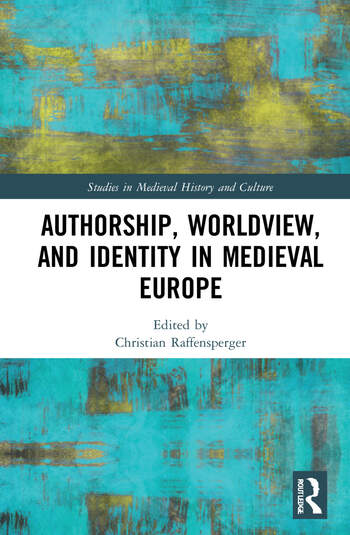 Studies in Medieval History and Culture
AUTHORSHIP, WORLDVIEW,
AND IDENTITY IN MEDIEVAL
EUROPE
Edited by
Christian Raffensperger
ROUTLEDGE